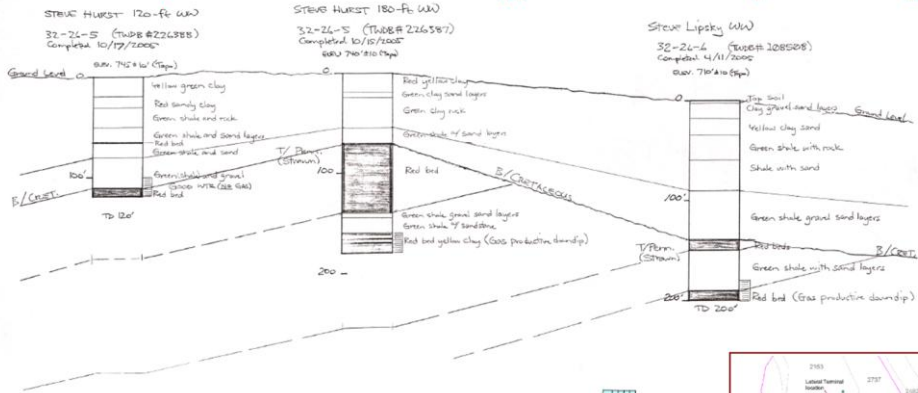 STEVE HURST 120-Ft WW
32-26-5 (TWDB #226388)
Completed 10/17/2005
ELEV. 745'±10' (Topo)
Ground Level
0
Yellow green clay
Red sandy clay
Green shale and rock
Green shale and sand layers
Red bed
Green shale and sand
100'
Green shale and gravel
B/CRET.
Red bed
TD 120'
STEVE HURST 180-Ft WW
32-26-5 (TWDB #226387)
Completed 10/15/2005
ELEV. 740'±10 (Topo)
0
Red yellow clay
Green clay sand layers
Green clay rock
Green shale w/ sand layers
T/ Penn.
(Strawn)
100
Red bed
B/CRETACEOUS
Green shale gravel sand layers
Green shale w/ sandstone
Red bed yellow clay (Gas productive downdip)
200
Steve Lipsky WW
32-26-6 (TWDB# 208508)
Completed 4/11/2005
ELEV. 710'±10 (Topo)
0
Top Soil
Clay gravel sand layers
Ground Level
Yellow clay sand
Green shale with rock
Shale with sand
100'
Green shale gravel sand layers
T/Penn.
(Strawn)
Red beds
B/CRET.
Green shale with sand layers
200'
Red bed (Gas productive downdip)
TD 200'
Lateral Terminal
location